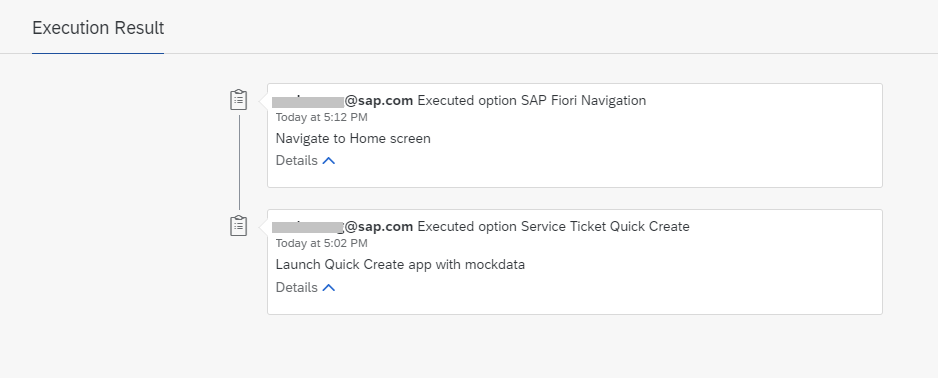 Execution Result
@sap.com Executed option SAP Fiori Navigation
Today at 5:12 PM
Navigate to Home screen
Details
@sap.com Executed option Service Ticket Quick Create
Today at 5:02 PM
Launch Quick Create app with mockdata
Details